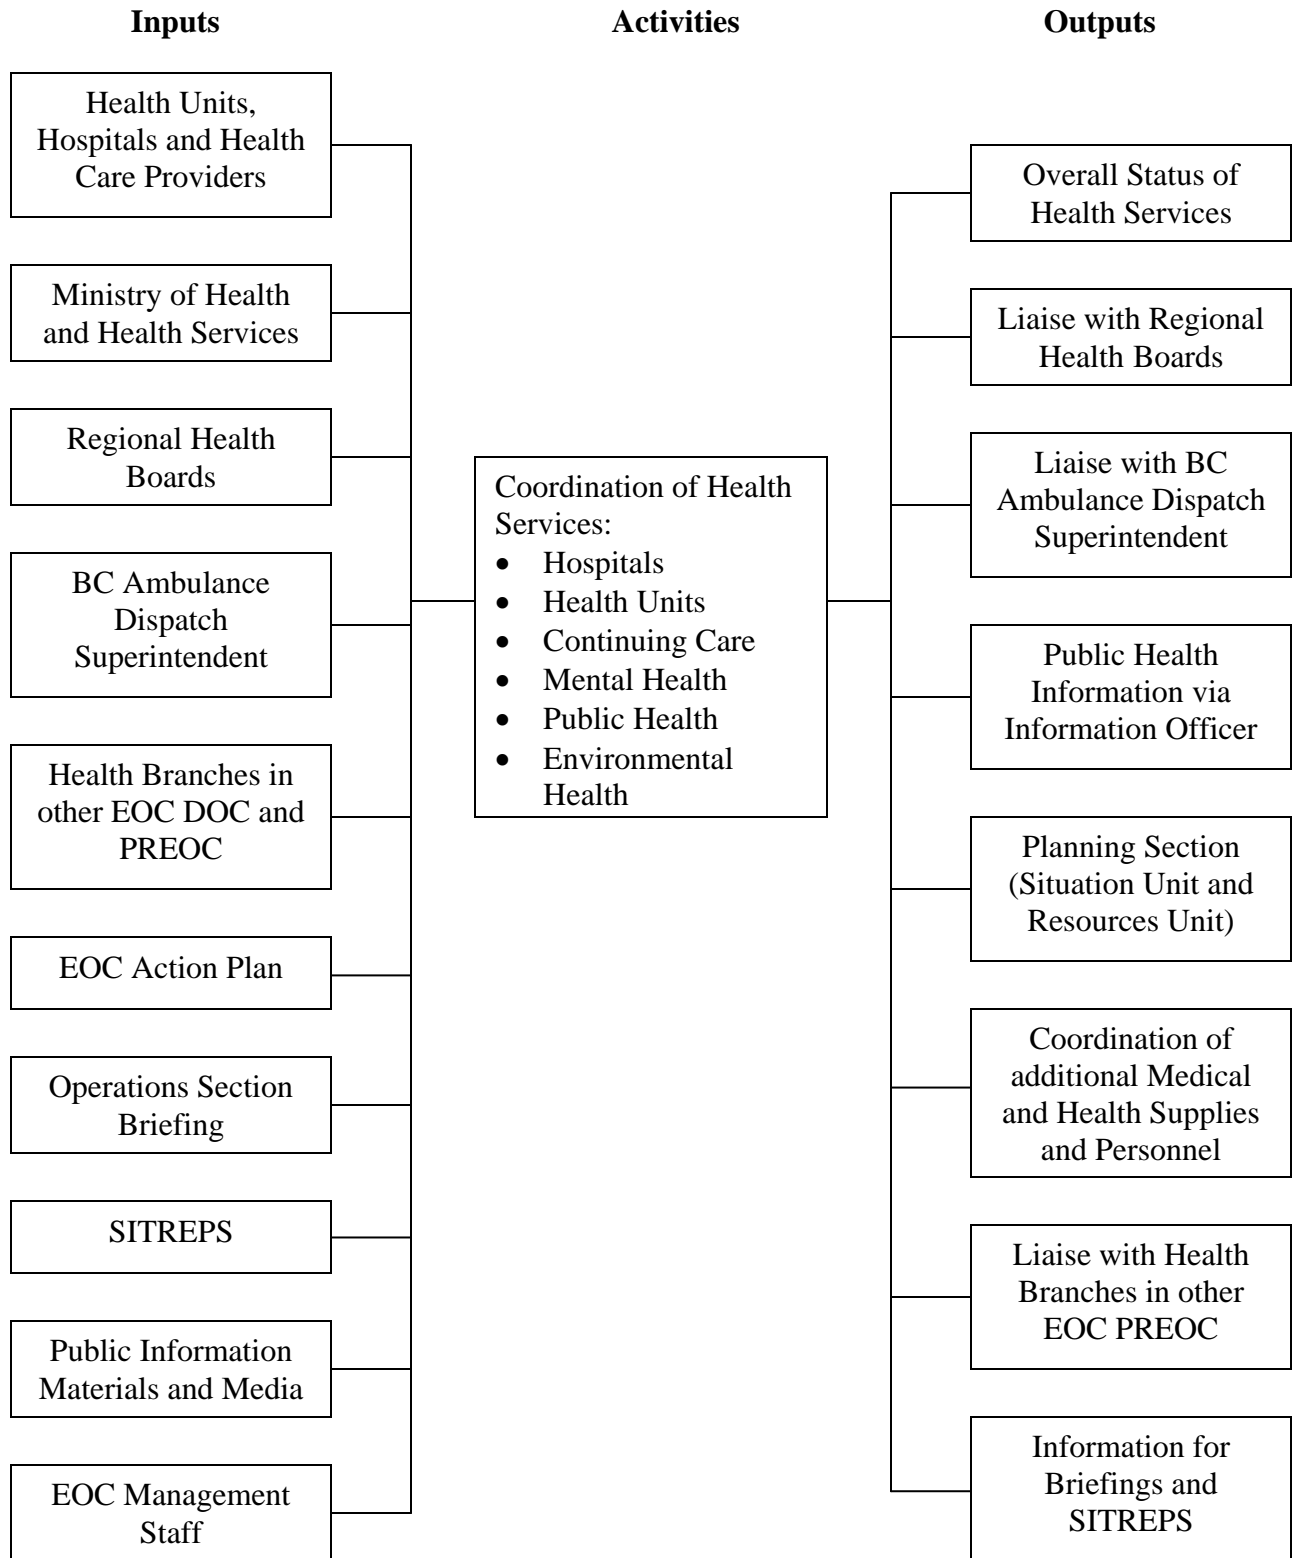 Inputs
Activities
Outputs
Health Units,
Hospitals and Health
Care Providers
Ministry of Health
and Health Services
Regional Health
Boards
BC Ambulance
Dispatch
Superintendent
Health Branches in
other EOC DOC and
PREOC
EOC Action Plan
Operations Section
Briefing
SITREPS
Public Information
Materials and Media
EOC Management
Staff
Coordination of Health
Services:
• Hospitals
• Health Units
• Continuing Care
• Mental Health
• Public Health
• Environmental
Health
Overall Status of
Health Services
Liaise with Regional
Health Boards
Liaise with BC
Ambulance Dispatch
Superintendent
Public Health
Information via
Information Officer
Planning Section
(Situation Unit and
Resources Unit)
Coordination of
additional Medical
and Health Supplies
and Personnel
Liaise with Health
Branches in other
EOC PREOC
Information for
Briefings and
SITREPS